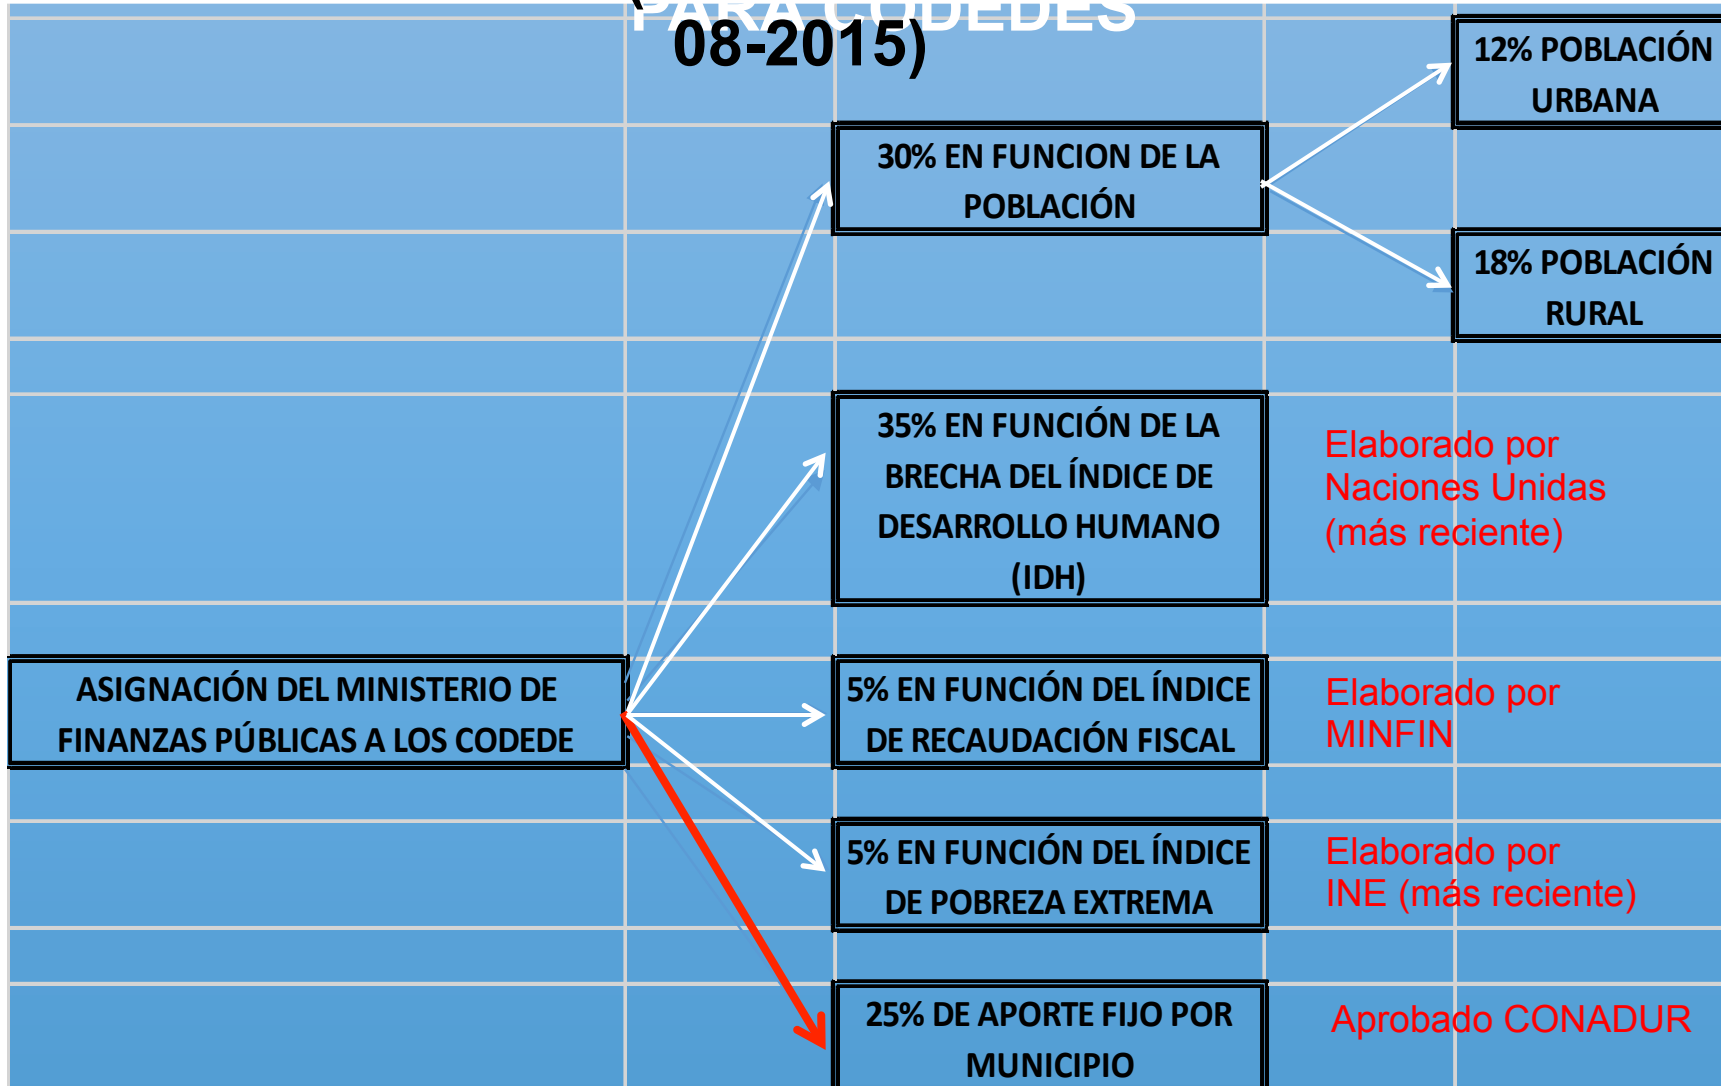 PARA CODEDES
08-2015)
12% POBLACIÓN
URBANA
30% EN FUNCION DE LA
POBLACIÓN
18% POBLACIÓN
RURAL
35% EN FUNCIÓN DE LA
BRECHA DEL ÍNDICE DE
DESARROLLO HUMANO
(IDH)
Elaborado por
Naciones Unidas
(más reciente)
ASIGNACIÓN DEL MINISTERIO DE
FINANZAS PÚBLICAS A LOS CODEDE
5% EN FUNCIÓN DEL ÍNDICE
DE RECAUDACIÓN FISCAL
Elaborado por
MINFIN
5% EN FUNCIÓN DEL ÍNDICE
DE POBREZA EXTREMA
Elaborado por
INE (más reciente)
25% DE APORTE FIJO POR
MUNICIPIO
Aprobado CONADUR